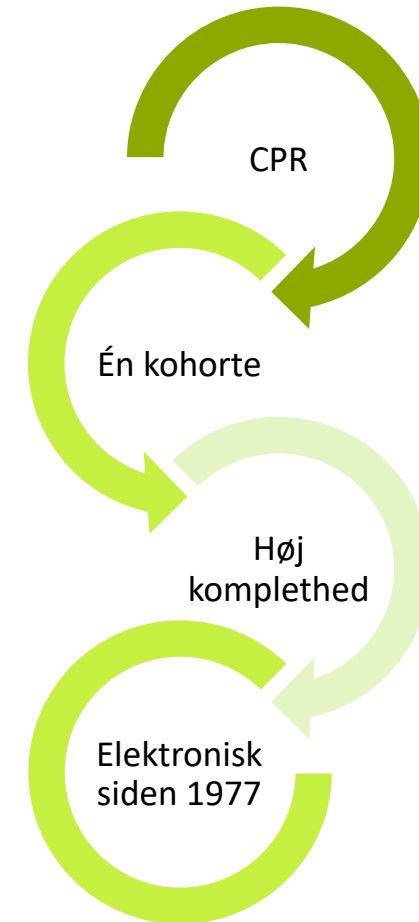 CPR
Én kohorte
Høj
komplethed
Elektronisk
siden 1977